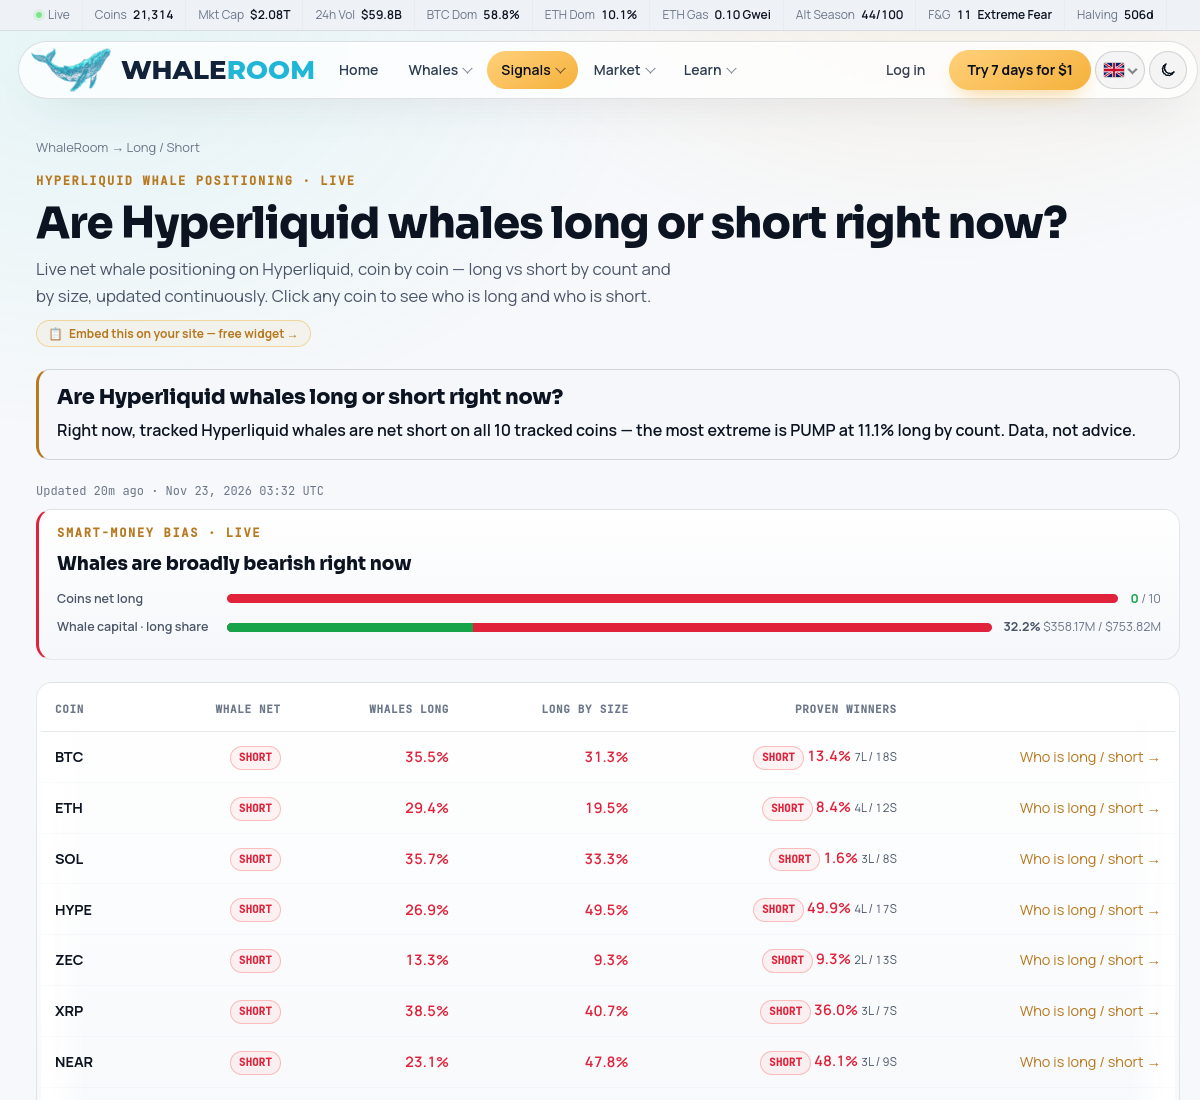 Live Coins 21,314 Mkt Cap $2.08T 24h Vol $59.8B BTC Dom 58.8% ETH Dom 10.1% ETH Gas 0.10 Gwei Alt Season 44/100 F&G 11 Extreme Fear Halving 506d
WHALEROOM Home Whales Signals Market Learn Log in Try 7 days for $1
WhaleRoom → Long / Short
HYPERLIQUID WHALE POSITIONING · LIVE
Are Hyperliquid whales long or short right now?
Live net whale positioning on Hyperliquid, coin by coin — long vs short by count and
by size, updated continuously. Click any coin to see who is long and who is short.
📋 Embed this on your site — free widget →
Are Hyperliquid whales long or short right now?
Right now, tracked Hyperliquid whales are net short on all 10 tracked coins — the most extreme is PUMP at 11.1% long by count. Data, not advice.
Updated 20m ago · Nov 23, 2026 03:32 UTC
SMART-MONEY BIAS · LIVE
Whales are broadly bearish right now
Coins net long 0 / 10
Whale capital · long share 32.2% $358.17M / $753.82M
COIN WHALE NET WHALES LONG LONG BY SIZE PROVEN WINNERS
BTC SHORT 35.5% 31.3% SHORT 13.4% 7L / 18S Who is long / short →
ETH SHORT 29.4% 19.5% SHORT 8.4% 4L / 12S Who is long / short →
SOL SHORT 35.7% 33.3% SHORT 1.6% 3L / 8S Who is long / short →
HYPE SHORT 26.9% 49.5% SHORT 49.9% 4L / 17S Who is long / short →
ZEC SHORT 13.3% 9.3% SHORT 9.3% 2L / 13S Who is long / short →
XRP SHORT 38.5% 40.7% SHORT 36.0% 3L / 7S Who is long / short →
NEAR SHORT 23.1% 47.8% SHORT 48.1% 3L / 9S Who is long / short →